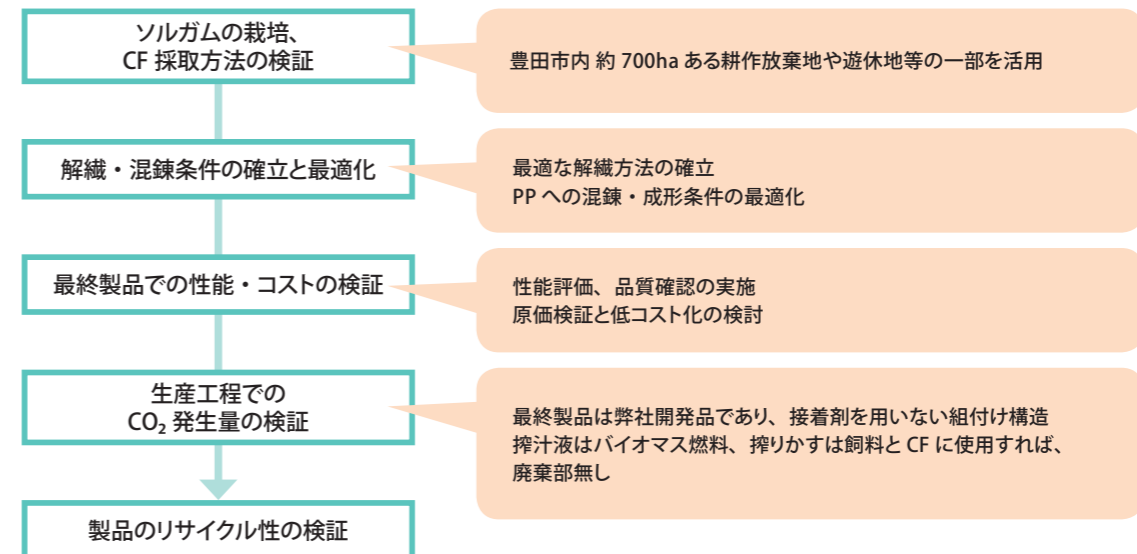 ソルガムの栽培、
CF 採取方法の検証
豊田市内 約 700ha ある耕作放棄地や遊休地等の一部を活用
解繊・混錬条件の確立と最適化
最適な解繊方法の確立
PP への混錬・成形条件の最適化
最終製品での性能・コストの検証
性能評価、品質確認の実施
原価検証と低コスト化の検討
生産工程での
CO₂ 発生量の検証
最終製品は弊社開発品であり、接着剤を用いない組付け構造
搾汁液はバイオマス燃料、搾りかすは飼料と CF に使用すれば、
廃棄部無し
製品のリサイクル性の検証